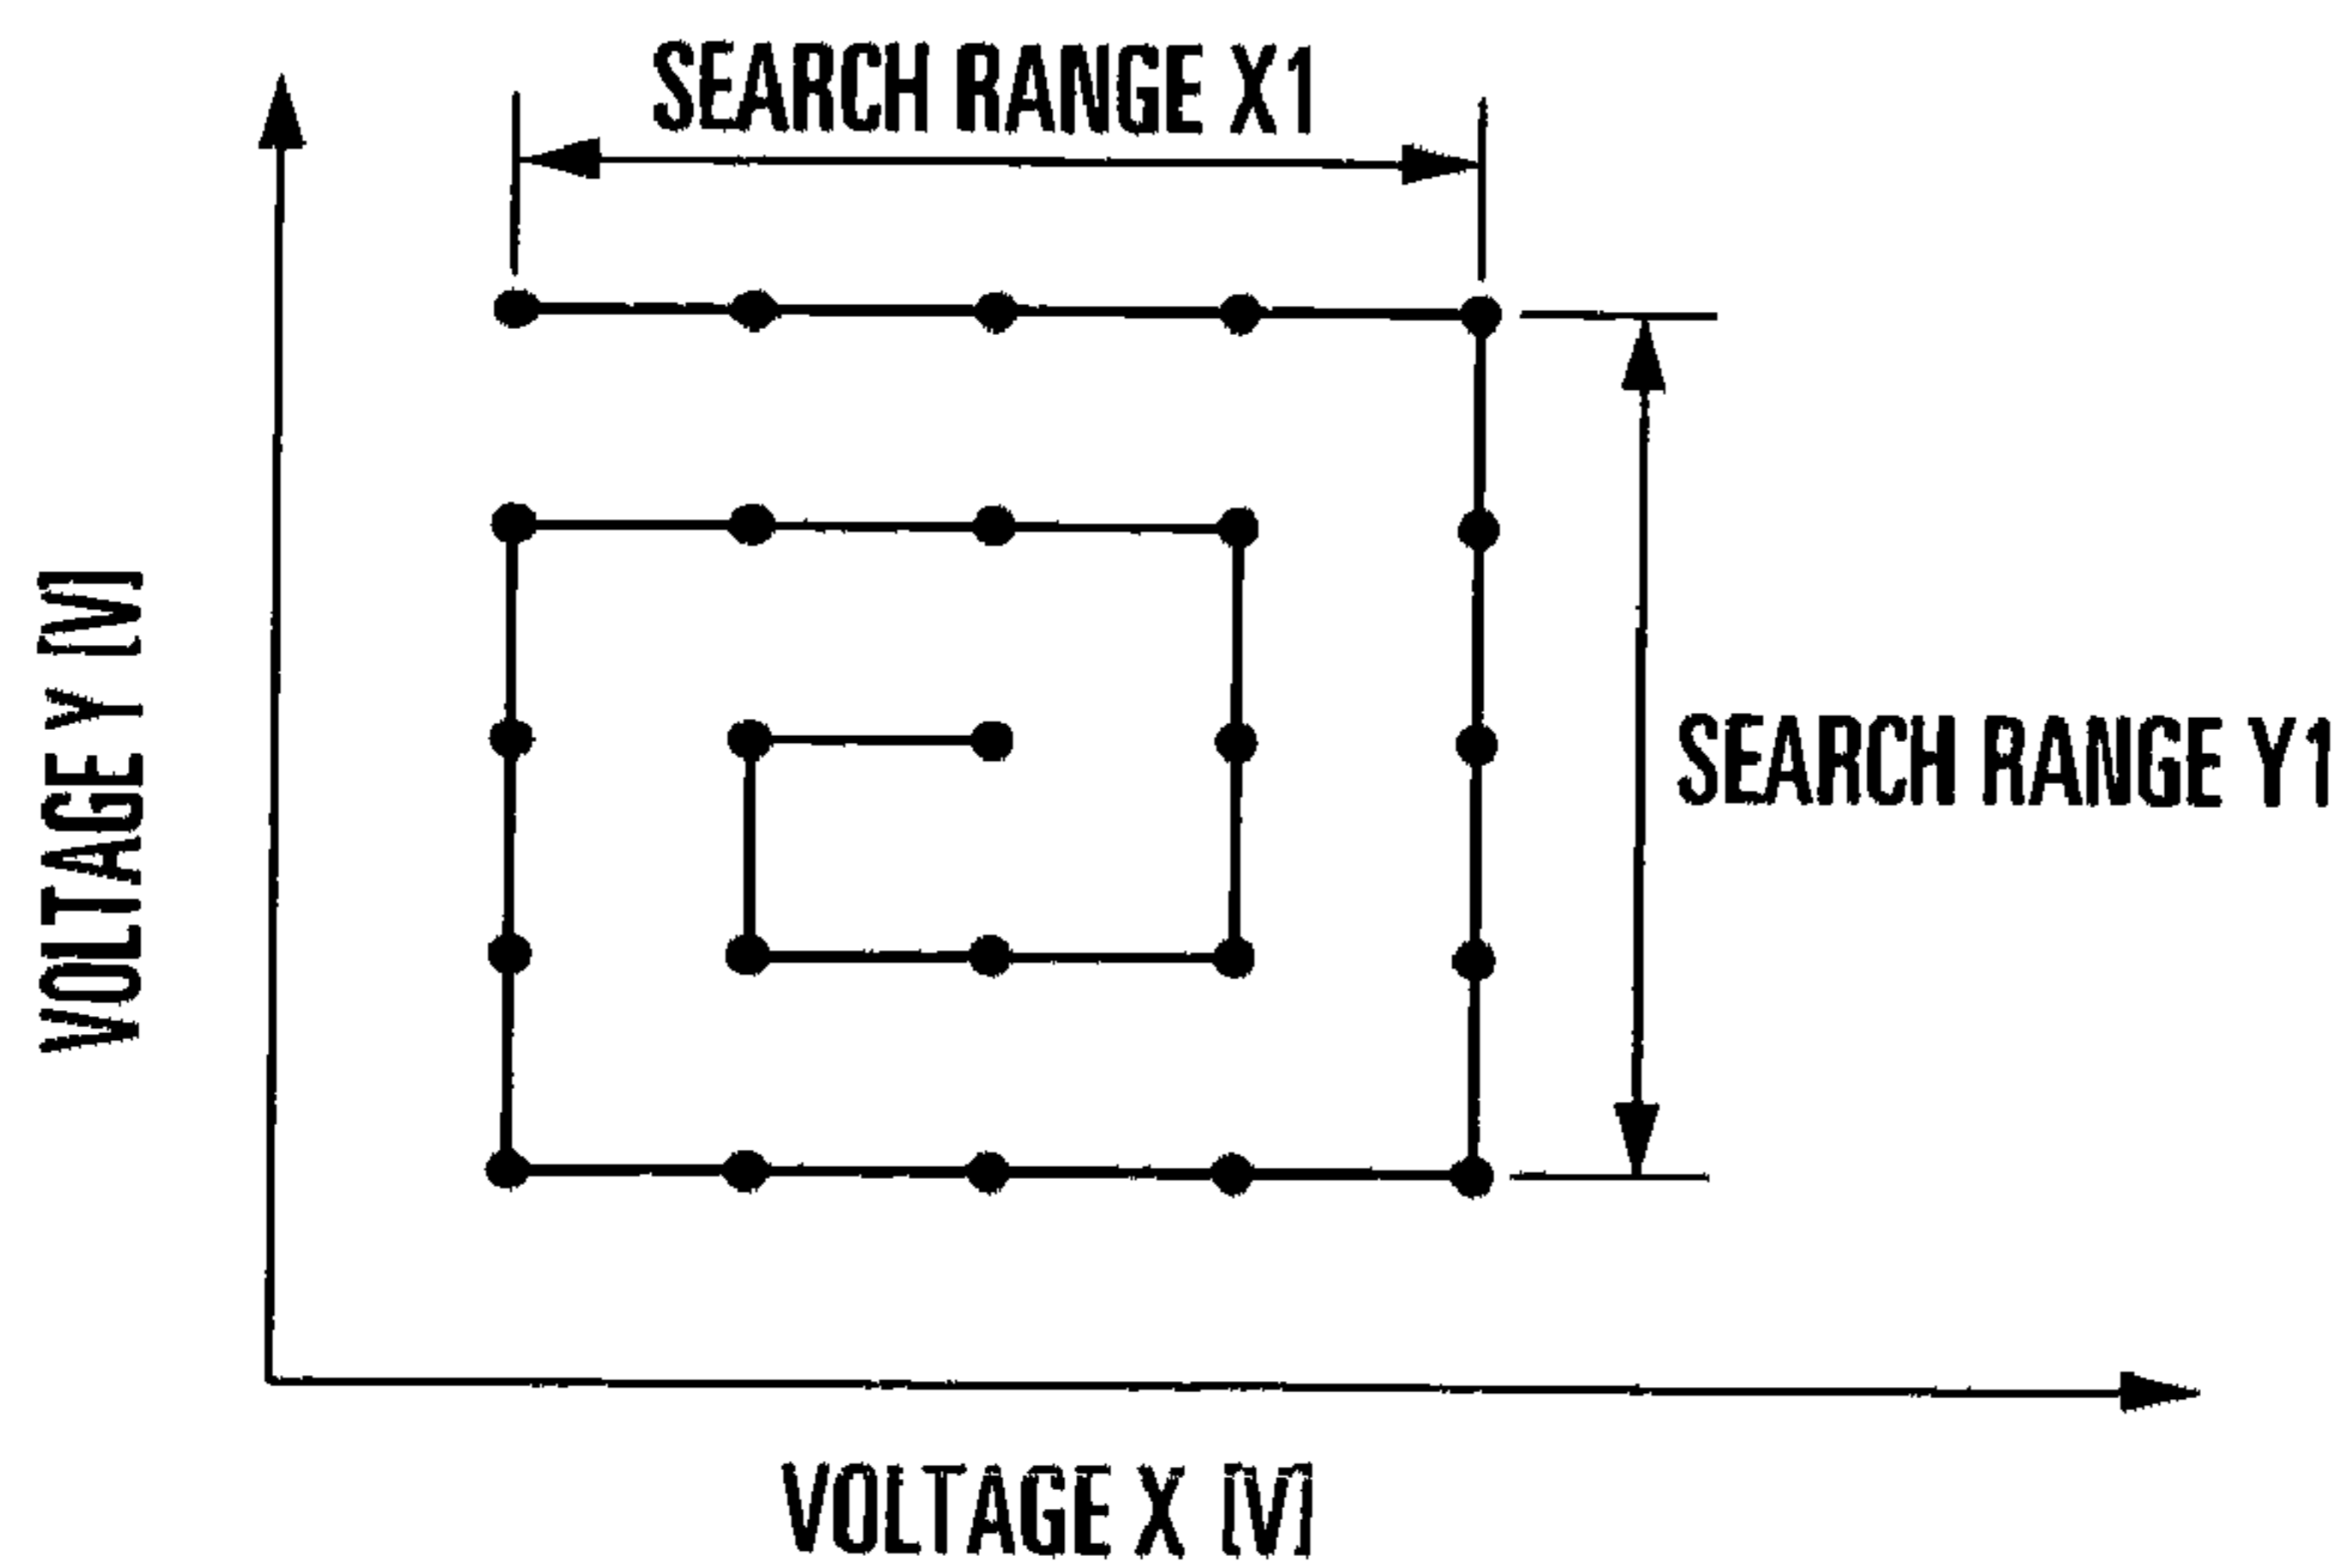 SEARCH RANGE X1
VOLTAGE Y [V]
SEARCH RANGE Y1
VOLTAGE X [V]